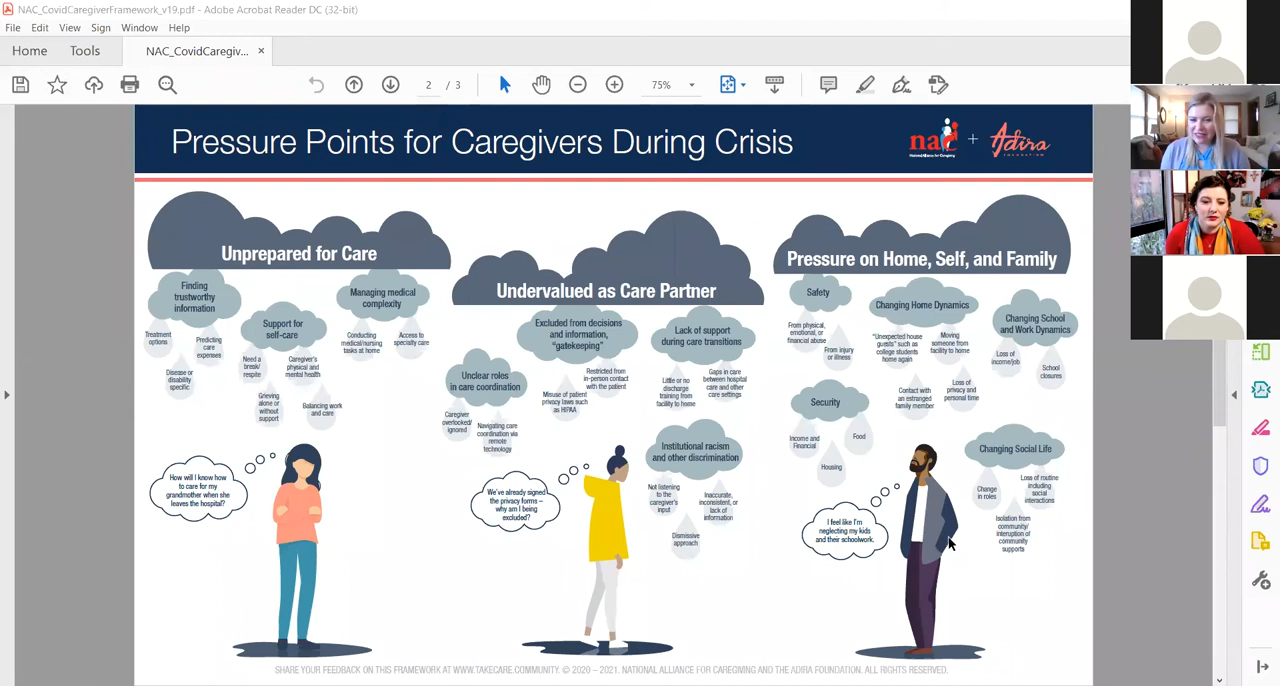 NAC_CovidCaregiverFramework_v19.pdf - Adobe Acrobat Reader DC (32-bit)
File Edit View Sign Window Help
Home Tools NAC_CovidCaregiv... ×
2 / 3 75%
Pressure Points for Caregivers During Crisis
nac
National Alliance for Caregiving
+
Adira
FOUNDATION
Unprepared for Care
Finding
trustworthy
information
Treatment
options
Predicting
care
expenses
Disease or
disability
specific
Support for
self-care
Need a
break/
respite
Caregiver's
physical and
mental health
Grieving
alone or
without
support
Balancing work
and care
Managing medical
complexity
Conducting
medical/nursing
tasks at home
Access to
specialty care
How will I know how
to care for my
grandmother when she
leaves the hospital?
Undervalued as Care Partner
Unclear roles
in care coordination
Caregiver
overlooked/
ignored
Navigating care
coordination via
remote
technology
Excluded from decisions
and information,
"gatekeeping"
Misuse of patient
privacy laws such
as HIPAA
Restricted from
in-person contact
with the patient
Lack of support
during care transitions
Little or no
discharge
training from
facility to home
Gaps in care
between hospital
care and other
care settings
Institutional racism
and other discrimination
Not listening
to the
caregiver's
input
Inaccurate,
inconsistent, or
lack of
information
Dismissive
approach
We've already signed
the privacy forms –
why am I being
excluded?
Pressure on Home, Self, and Family
Safety
From physical,
emotional, or
financial abuse
From injury
or illness
Changing Home Dynamics
"Unexpected house
guests" such as
college students
home again
Moving
someone from
facility to home
Contact with
an estranged
family member
Loss of
privacy and
personal time
Changing School
and Work Dynamics
Loss of
income/job
School
closures
Security
Income and
Financial
Food
Housing
Changing Social Life
Change
in roles
Loss of routine
including
social
interactions
Isolation from
community/
interuption of
community
supports
I feel like I'm
neglecting my kids
and their schoolwork.
SHARE YOUR FEEDBACK ON THIS FRAMEWORK AT WWW.TAKECARE.COMMUNITY. © 2020 – 2021. NATIONAL ALLIANCE FOR CAREGIVING AND THE ADIRA FOUNDATION. ALL RIGHTS RESERVED.